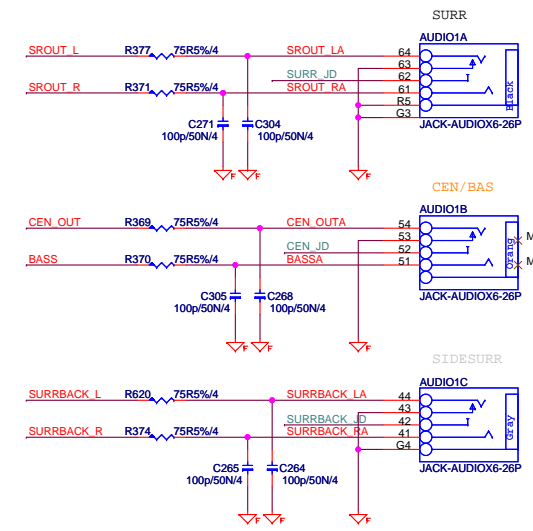 SURR
AUDIO1A
SROUT_L R377 75R5%/4 SROUT_LA 64
63
SURR_JD 62
SROUT_R R371 75R5%/4 SROUT_RA 61
R5
G3
Black
C271 C304
100p/50N/4 100p/50N/4
JACK-AUDIOX6-26P
F F F
CEN/BAS
AUDIO1B
CEN_OUT R369 75R5%/4 CEN_OUTA 54
53
CEN_JD 52
BASS R370 75R5%/4 BASSA 51
Orang
M
M
C305 C268
100p/50N/4 100p/50N/4
JACK-AUDIOX6-26P
F F F
SIDESURR
AUDIO1C
SURRBACK_L R620 75R5%/4 SURRBACK_LA 44
43
SURRBACK_JD 42
SURRBACK_R R374 75R5%/4 SURRBACK_RA 41
G4
Gray
C265 C264
100p/50N/4 100p/50N/4
JACK-AUDIOX6-26P
F F F